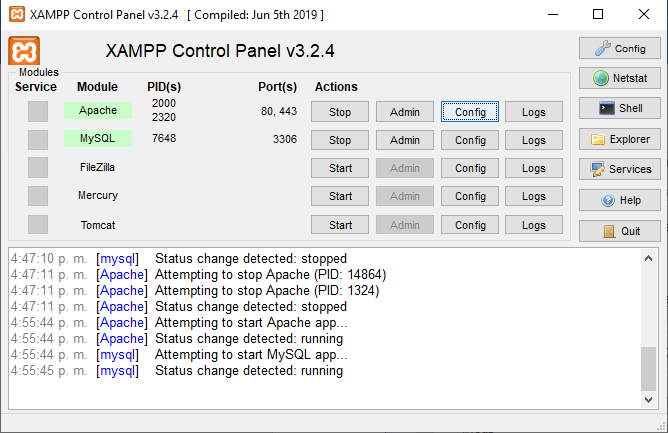 XAMPP Control Panel v3.2.4 [ Compiled: Jun 5th 2019 ]
XAMPP Control Panel v3.2.4
Config
Modules
Service Module PID(s) Port(s) Actions
Netstat
Apache 2000 2320 80, 443 Stop Admin Config Logs
Shell
MySQL 7648 3306 Stop Admin Config Logs
Explorer
FileZilla Start Admin Config Logs
Services
Mercury Start Admin Config Logs
Help
Tomcat Start Admin Config Logs
Quit
4:47:10 p. m. [mysql] Status change detected: stopped
4:47:11 p. m. [Apache] Attempting to stop Apache (PID: 14864)
4:47:11 p. m. [Apache] Attempting to stop Apache (PID: 1324)
4:47:11 p. m. [Apache] Status change detected: stopped
4:55:44 p. m. [Apache] Attempting to start Apache app...
4:55:44 p. m. [Apache] Status change detected: running
4:55:44 p. m. [mysql] Attempting to start MySQL app...
4:55:45 p. m. [mysql] Status change detected: running